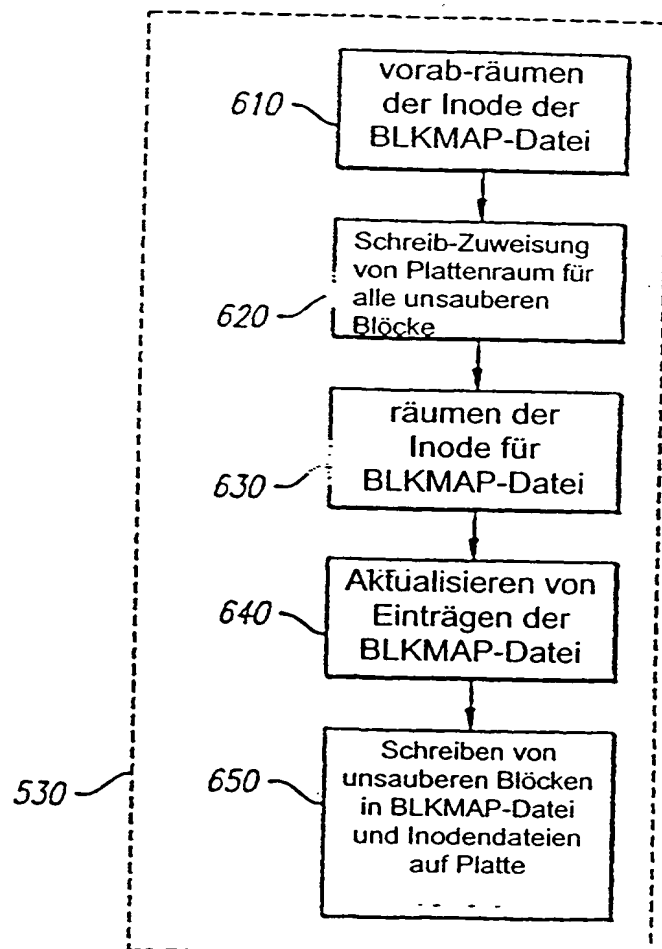 610
vorab-räumen
der Inode der
BLKMAP-Datei
620
Schreib-Zuweisung
von Plattenraum für
alle unsauberen
Blöcke
630
räumen der
Inode für
BLKMAP-Datei
640
Aktualisieren von
Einträgen der
BLKMAP-Datei
530
650
Schreiben von
unsauberen Blöcken
in BLKMAP-Datei
und Inodendateien
auf Platte